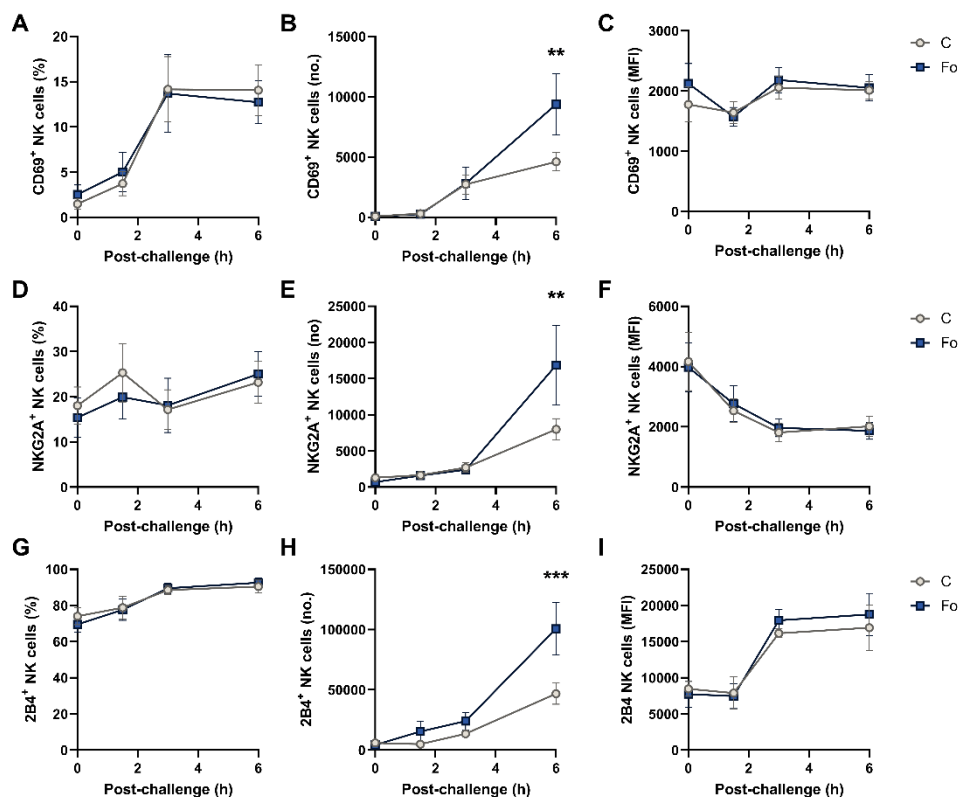 A
B
C
20
15
10
5
0
CD69+ NK cells (%)
0 2 4 6
Post-challenge (h)
15000
10000
5000
0
CD69+ NK cells (no.)
**
0 2 4 6
Post-challenge (h)
3000
2000
1000
0
CD69+ NK cells (MFI)
0 2 4 6
Post-challenge (h)
C
Fo
D
E
F
40
30
20
10
0
NKG2A+ NK cells (%)
0 2 4 6
Post-challenge (h)
25000
20000
15000
10000
5000
0
NKG2A+ NK cells (no)
**
0 2 4 6
Post-challenge (h)
6000
4000
2000
0
NKG2A+ NK cells (MFI)
0 2 4 6
Post-challenge (h)
C
Fo
G
H
I
100
80
60
40
20
0
2B4+ NK cells (%)
0 2 4 6
Post-challenge (h)
150000
100000
50000
0
2B4+ NK cells (no.)
***
0 2 4 6
Post-challenge (h)
25000
20000
15000
10000
5000
0
2B4 NK cells (MFI)
0 2 4 6
Post-challenge (h)
C
Fo